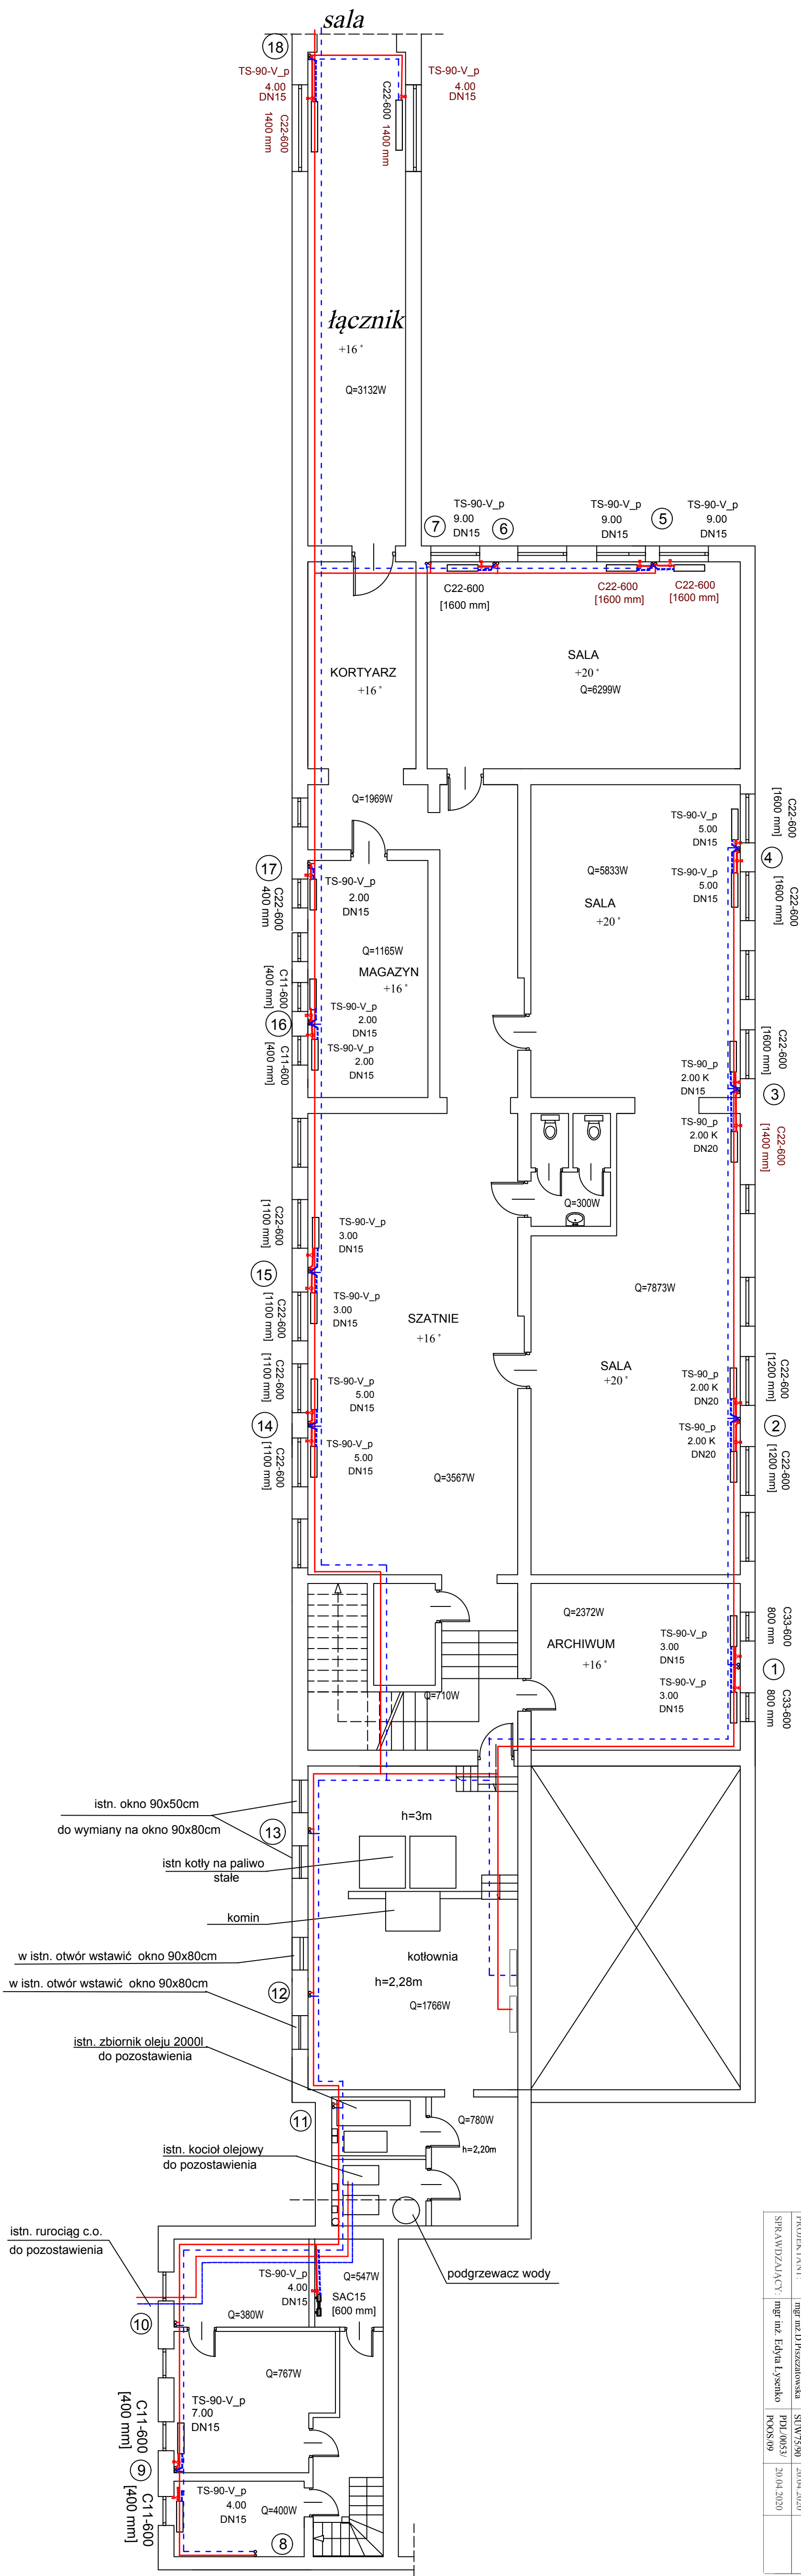 sala
18
TS-90-V_p
4.00
DN15
C22-600
1400 mm
C22-600 1400 mm
TS-90-V_p
4.00
DN15
łącznik
+16°
Q=3132W
7
TS-90-V_p
9.00
DN15
6
TS-90-V_p
9.00
DN15
5
TS-90-V_p
9.00
DN15
C22-600
[1600 mm]
C22-600
[1600 mm]
C22-600
[1600 mm]
KORTYARZ
+16°
SALA
+20°
Q=6299W
Q=1969W
C22-600
[1600 mm]
TS-90-V_p
5.00
DN15
4
TS-90-V_p
5.00
DN15
C22-600
[1600 mm]
Q=5833W
SALA
+20°
17
C22-600
400 mm
TS-90-V_p
2.00
DN15
Q=1165W
MAGAZYN
+16°
C11-600
[400 mm]
16
TS-90-V_p
2.00
DN15
TS-90-V_p
2.00
DN15
C11-600
[400 mm]
C22-600
[1600 mm]
TS-90_p
2.00 K
DN15
3
TS-90_p
2.00 K
DN20
C22-600
[1400 mm]
Q=300W
C22-600
[1100 mm]
TS-90-V_p
3.00
DN15
15
TS-90-V_p
3.00
DN15
C22-600
[1100 mm]
SZATNIE
+16°
Q=7873W
SALA
+20°
C22-600
[1100 mm]
TS-90-V_p
5.00
DN15
14
TS-90-V_p
5.00
DN15
C22-600
[1100 mm]
Q=3567W
TS-90_p
2.00 K
DN20
C22-600
[1200 mm]
2
TS-90_p
2.00 K
DN20
C22-600
[1200 mm]
Q=2372W
ARCHIWUM
+16°
TS-90-V_p
3.00
DN15
C33-600
800 mm
1
TS-90-V_p
3.00
DN15
C33-600
800 mm
Q=710W
istn. okno 90x50cm
do wymiany na okno 90x80cm
13
h=3m
istn kotły na paliwo
stałe
komin
w istn. otwór wstawić okno 90x80cm
kotłownia
w istn. otwór wstawić okno 90x80cm
12
h=2,28m
Q=1766W
istn. zbiornik oleju 2000l
do pozostawienia
11
Q=780W
h=2,20m
istn. kocioł olejowy
do pozostawienia
istn. rurociąg c.o.
do pozostawienia
podgrzewacz wody
TS-90-V_p
4.00
DN15
Q=547W
SAC15
[600 mm]
10
Q=380W
Q=767W
TS-90-V_p
7.00
DN15
C11-600
[400 mm]
9
C11-600
[400 mm]
TS-90-V_p
4.00
DN15
Q=400W
8
SPRAWDZAJĄCY: mgr inż. Edyta Łysenko PDL/0053/POOS/09 20.04.2020